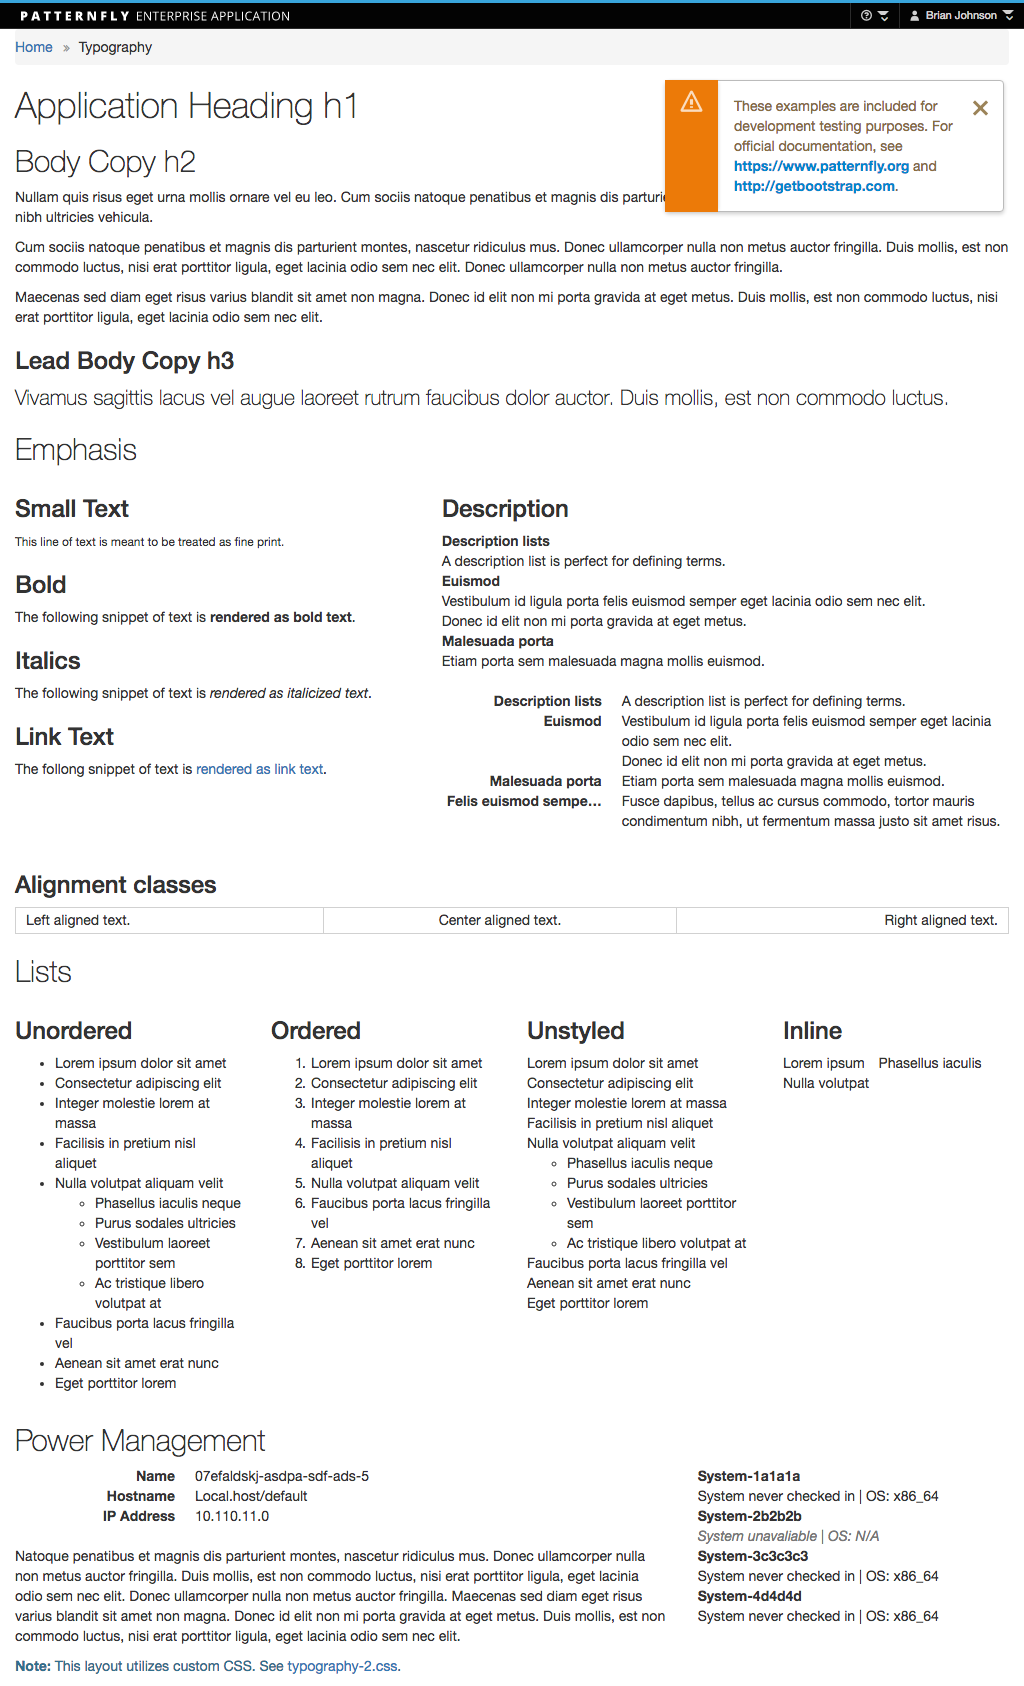 PATTERNFLY ENTERPRISE APPLICATION
Brian Johnson
Home » Typography
Application Heading h1
These examples are included for
development testing purposes. For
official documentation, see
https://www.patternfly.org and
http://getbootstrap.com.
Body Copy h2
Nullam quis risus eget urna mollis ornare vel eu leo. Cum sociis natoque penatibus et magnis dis parturie
nibh ultricies vehicula.
Cum sociis natoque penatibus et magnis dis parturient montes, nascetur ridiculus mus. Donec ullamcorper nulla non metus auctor fringilla. Duis mollis, est non
commodo luctus, nisi erat porttitor ligula, eget lacinia odio sem nec elit. Donec ullamcorper nulla non metus auctor fringilla.
Maecenas sed diam eget risus varius blandit sit amet non magna. Donec id elit non mi porta gravida at eget metus. Duis mollis, est non commodo luctus, nisi
erat porttitor ligula, eget lacinia odio sem nec elit.
Lead Body Copy h3
Vivamus sagittis lacus vel augue laoreet rutrum faucibus dolor auctor. Duis mollis, est non commodo luctus.
Emphasis
Small Text
This line of text is meant to be treated as fine print.
Bold
The following snippet of text is rendered as bold text.
Italics
The following snippet of text is rendered as italicized text.
Link Text
The follong snippet of text is rendered as link text.
Description
Description lists
A description list is perfect for defining terms.
Euismod
Vestibulum id ligula porta felis euismod semper eget lacinia odio sem nec elit.
Donec id elit non mi porta gravida at eget metus.
Malesuada porta
Etiam porta sem malesuada magna mollis euismod.
Description lists A description list is perfect for defining terms.
Euismod Vestibulum id ligula porta felis euismod semper eget lacinia
odio sem nec elit.
Donec id elit non mi porta gravida at eget metus.
Malesuada porta Etiam porta sem malesuada magna mollis euismod.
Felis euismod sempe... Fusce dapibus, tellus ac cursus commodo, tortor mauris
condimentum nibh, ut fermentum massa justo sit amet risus.
Alignment classes
Left aligned text. Center aligned text. Right aligned text.
Lists
Unordered
• Lorem ipsum dolor sit amet
• Consectetur adipiscing elit
• Integer molestie lorem at
massa
• Facilisis in pretium nisl
aliquet
• Nulla volutpat aliquam velit
◦ Phasellus iaculis neque
◦ Purus sodales ultricies
◦ Vestibulum laoreet
porttitor sem
◦ Ac tristique libero
volutpat at
• Faucibus porta lacus fringilla
vel
• Aenean sit amet erat nunc
• Eget porttitor lorem
Ordered
1. Lorem ipsum dolor sit amet
2. Consectetur adipiscing elit
3. Integer molestie lorem at
massa
4. Facilisis in pretium nisl
aliquet
5. Nulla volutpat aliquam velit
6. Faucibus porta lacus fringilla
vel
7. Aenean sit amet erat nunc
8. Eget porttitor lorem
Unstyled
Lorem ipsum dolor sit amet
Consectetur adipiscing elit
Integer molestie lorem at massa
Facilisis in pretium nisl aliquet
Nulla volutpat aliquam velit
◦ Phasellus iaculis neque
◦ Purus sodales ultricies
◦ Vestibulum laoreet porttitor
sem
◦ Ac tristique libero volutpat at
Faucibus porta lacus fringilla vel
Aenean sit amet erat nunc
Eget porttitor lorem
Inline
Lorem ipsum Phasellus iaculis
Nulla volutpat
Power Management
Name 07efaldskj-asdpa-sdf-ads-5
Hostname Local.host/default
IP Address 10.110.11.0
Natoque penatibus et magnis dis parturient montes, nascetur ridiculus mus. Donec ullamcorper nulla
non metus auctor fringilla. Duis mollis, est non commodo luctus, nisi erat porttitor ligula, eget lacinia
odio sem nec elit. Donec ullamcorper nulla non metus auctor fringilla. Maecenas sed diam eget risus
varius blandit sit amet non magna. Donec id elit non mi porta gravida at eget metus. Duis mollis, est non
commodo luctus, nisi erat porttitor ligula, eget lacinia odio sem nec elit.
Note: This layout utilizes custom CSS. See typography-2.css.
System-1a1a1a
System never checked in | OS: x86_64
System-2b2b2b
System unavaliable | OS: N/A
System-3c3c3c3
System never checked in | OS: x86_64
System-4d4d4d
System never checked in | OS: x86_64